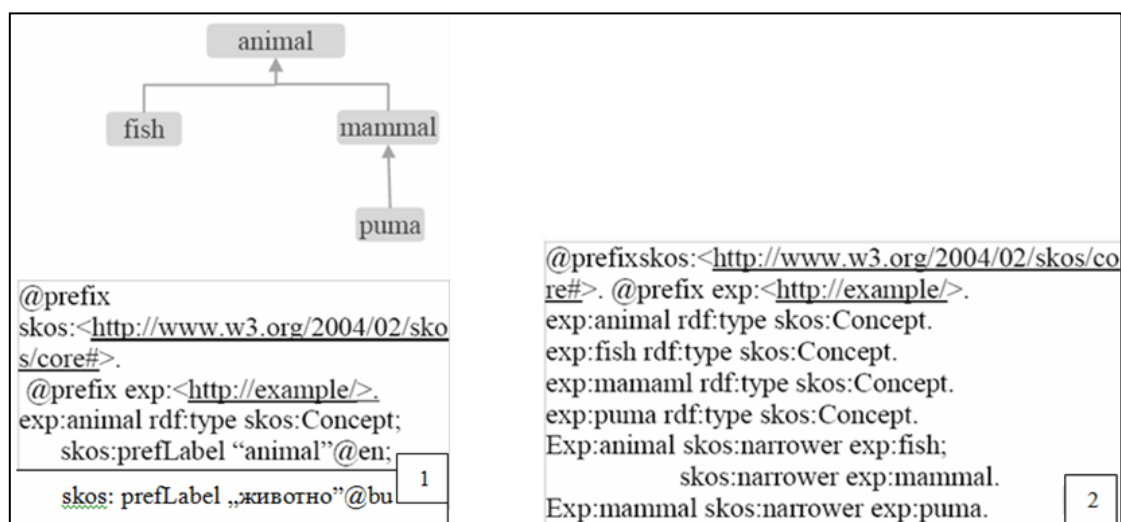 animal
fish
mammal
puma
@prefix
skos:<http://www.w3.org/2004/02/sko
s/core#>.
@prefix exp:<http://example/>.
exp:animal rdf:type skos:Concept;
skos:prefLabel “animal”@en;
skos: prefLabel „животно”@bu
1
@prefixskos:<http://www.w3.org/2004/02/skos/co
re#>. @prefix exp:<http://example/>.
exp:animal rdf:type skos:Concept.
exp:fish rdf:type skos:Concept.
exp:mamaml rdf:type skos:Concept.
exp:puma rdf:type skos:Concept.
Exp:animal skos:narrower exp:fish;
skos:narrower exp:mammal.
Exp:mammal skos:narrower exp:puma.
2